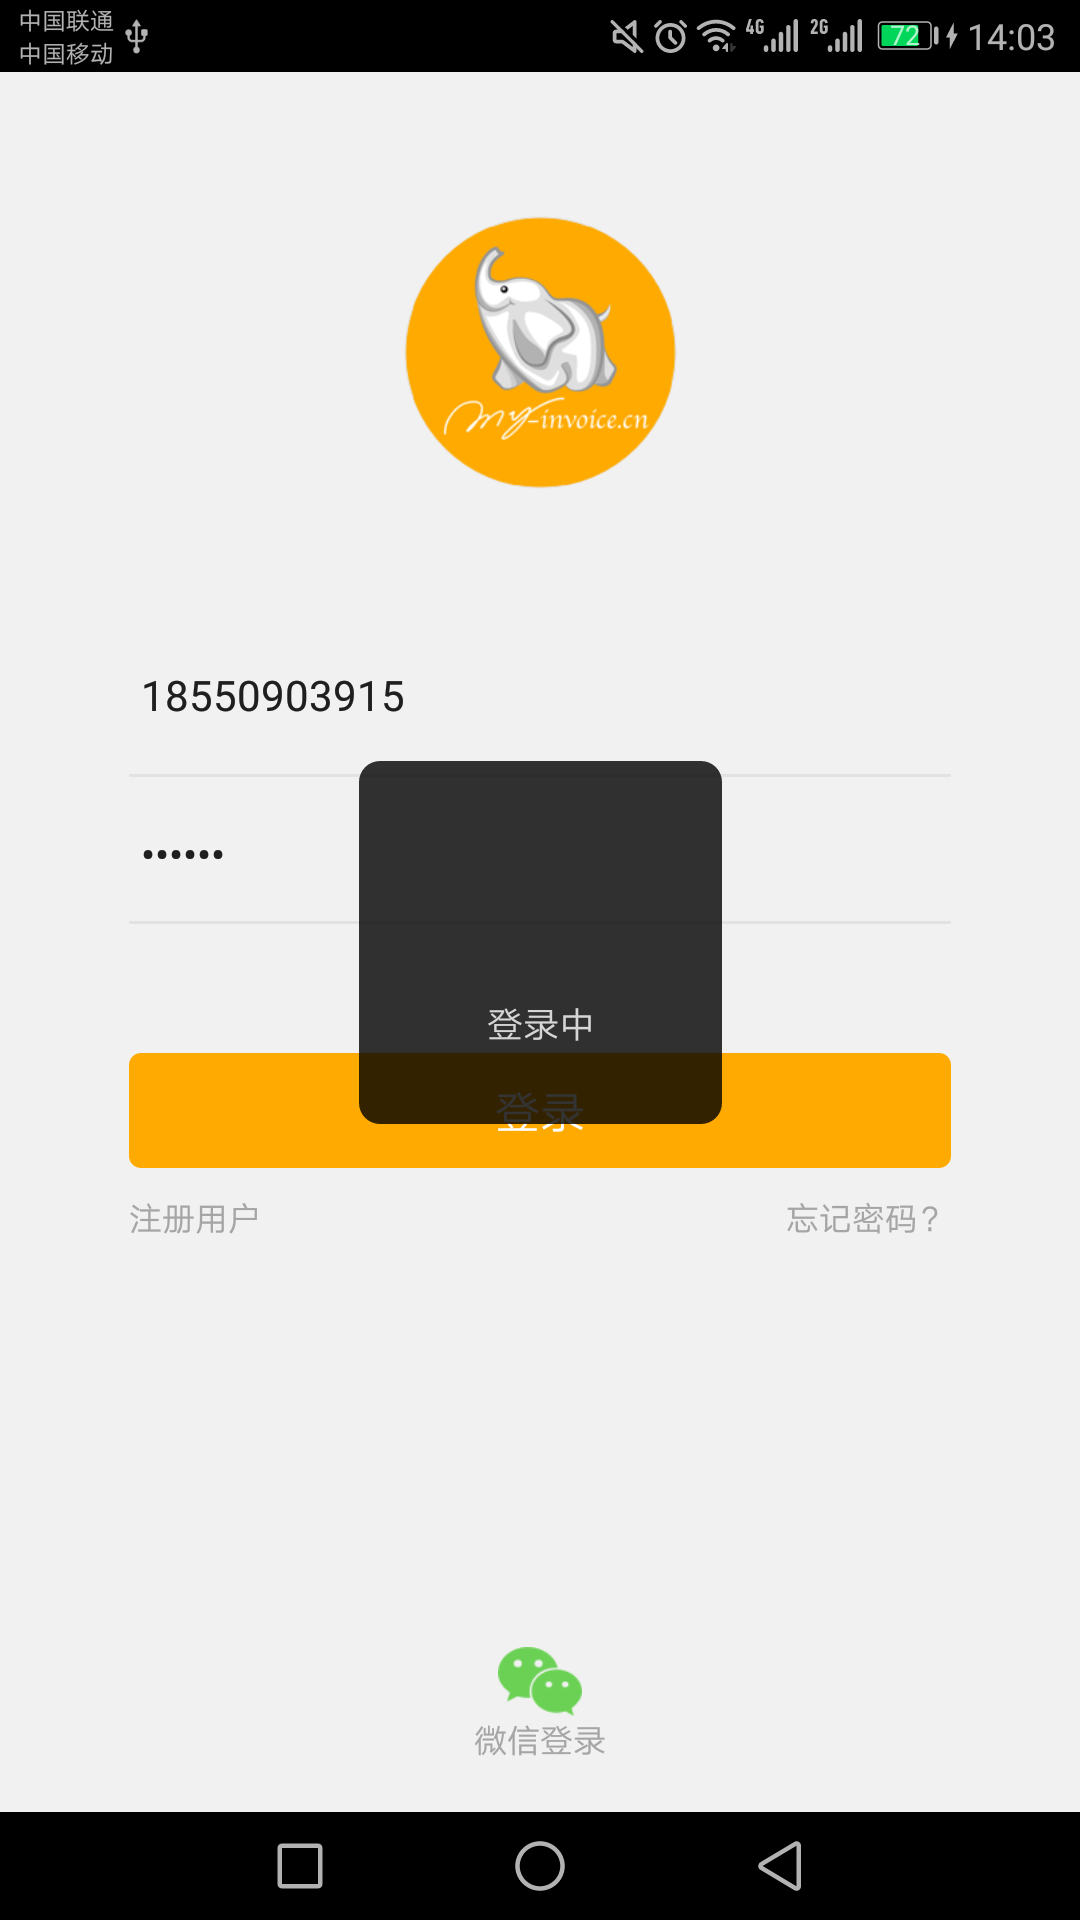 中国联通
中国移动
4G
2G
72
14:03
my-invoice.cn
18550903915
••••••
登录中
登录
注册用户
忘记密码?
微信登录